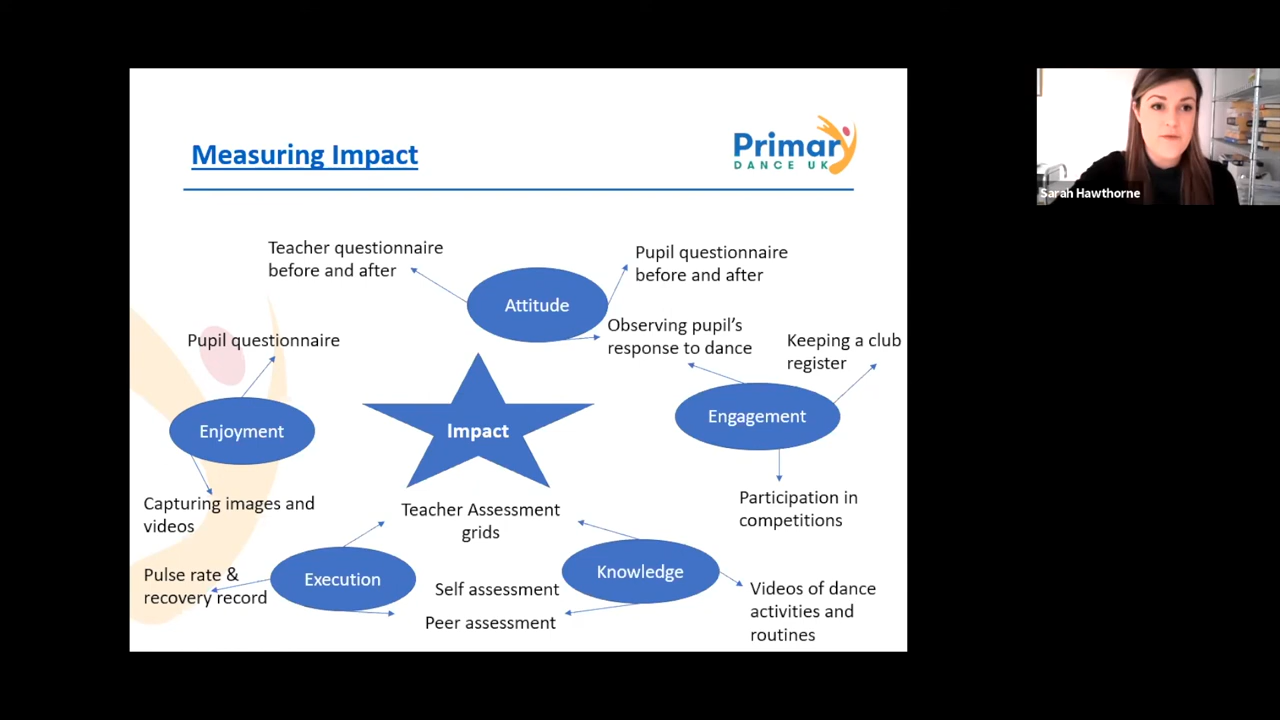 Measuring Impact
Primary
DANCE UK
Sarah Hawthorne
Teacher questionnaire
before and after
Pupil questionnaire
before and after
Attitude
Observing pupil's
response to dance
Keeping a club
register
Pupil questionnaire
Enjoyment
Impact
Engagement
Capturing images and
videos
Teacher Assessment
grids
Participation in
competitions
Pulse rate &
recovery record
Execution
Self assessment
Peer assessment
Knowledge
Videos of dance
activities and
routines